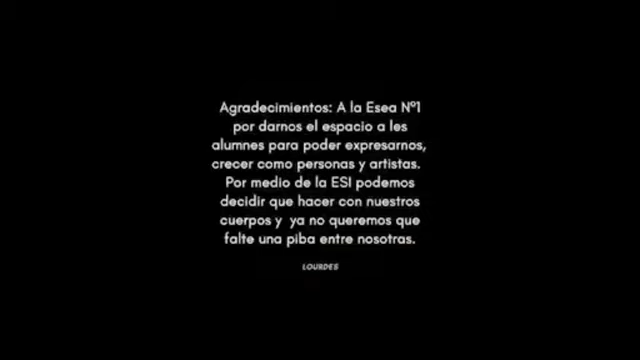 Agradecimientos: A la Esea Nº1
por darnos el espacio a les
alumnes para poder expresarnos,
crecer como personas y artistas.
Por medio de la ESI podemos
decidir que hacer con nuestros
cuerpos y ya no queremos que
falte una piba entre nosotras.
LOURDES